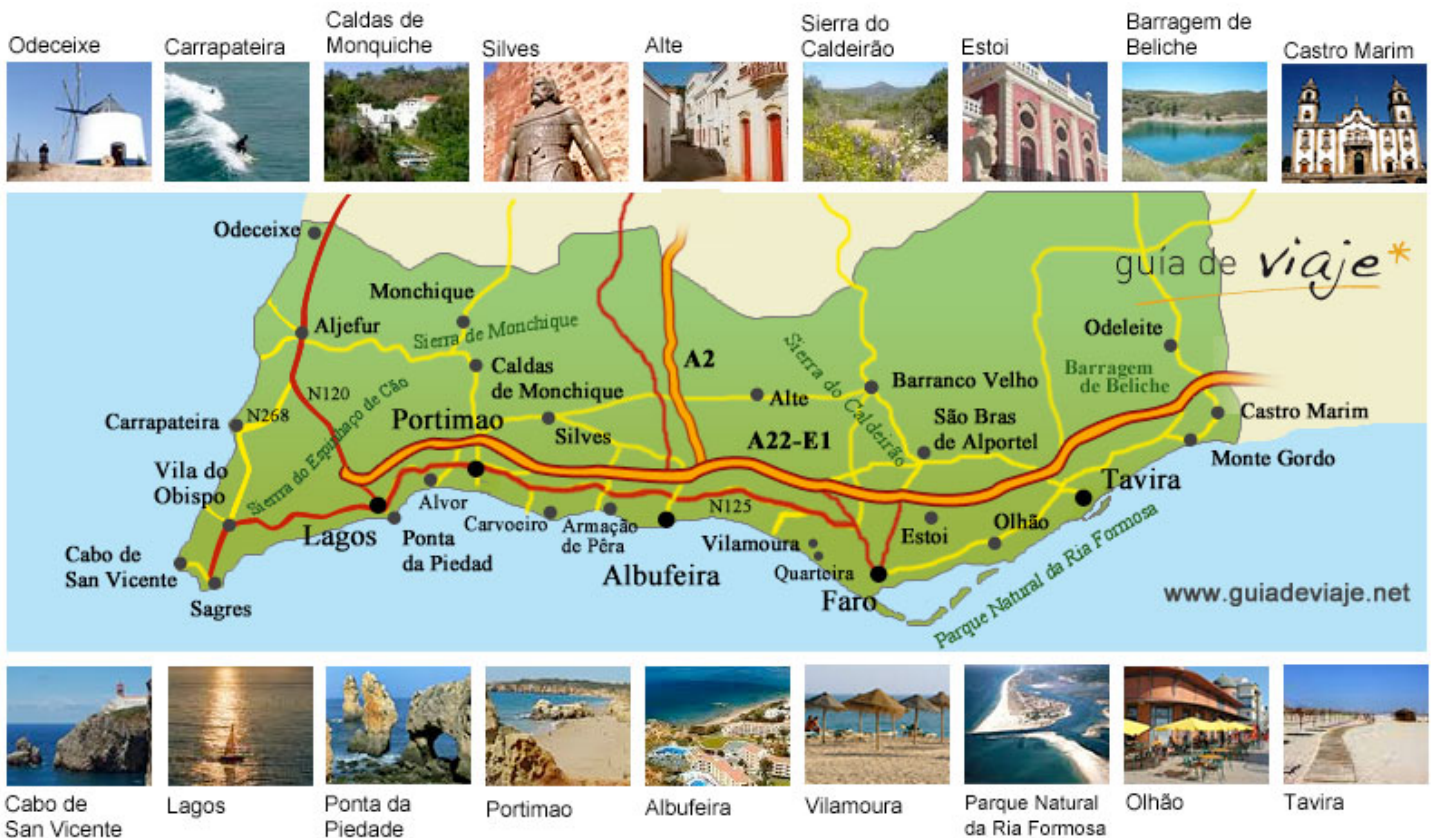 Odeceixe
Carrapateira
Caldas de
Monquiche
Silves
Alte
Sierra do
Caldeirão
Estoi
Barragem de
Beliche
Castro Marim
Odeceixe
guía de viaje*
Monchique
Aljefur
Sierra de Monchique
Odeleite
A2
Sierra do Caldeirão
Caldas
de Monchique
Barragem
de Beliche
N120
Barranco Velho
Alte
Carrapateira
N268
Portimao
Castro Marim
São Bras
de Alportel
Silves
A22-E1
Sierra do Espinhaço de Cão
Monte Gordo
Vila do
Obispo
Tavira
Alvor
N125
Carvoeiro
Armação
de Pêra
Lagos
Ponta
da Piedad
Estoi
Olhão
Vilamoura
Cabo de
San Vicente
Quarteira
Albufeira
Parque Natural da Ria Formosa
Sagres
Faro
www.guiadeviaje.net
Cabo de
San Vicente
Lagos
Ponta da
Piedade
Portimao
Albufeira
Vilamoura
Parque Natural
da Ria Formosa
Olhão
Tavira